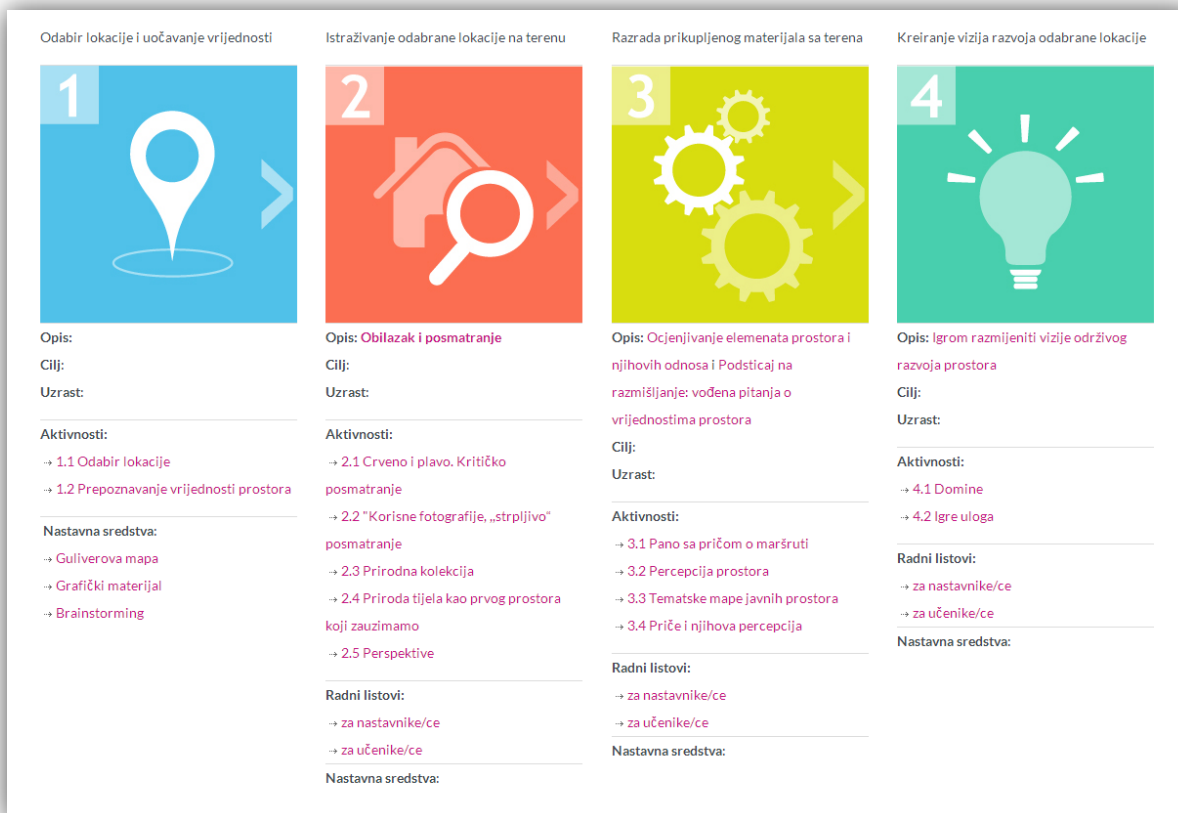 Odabir lokacije i uočavanje vrijednosti
1
Opis:
Cilj:
Uzrast:
Aktivnosti:
⇢ 1.1 Odabir lokacije
⇢ 1.2 Prepoznavanje vrijednosti prostora
Nastavna sredstva:
⇢ Guliverova mapa
⇢ Grafički materijal
⇢ Brainstorming
Istraživanje odabrane lokacije na terenu
2
Opis: Obilazak i posmatranje
Cilj:
Uzrast:
Aktivnosti:
⇢ 2.1 Crveno i plavo. Kritičko
posmatranje
⇢ 2.2 "Korisne fotografije, „strpljivo“
posmatranje
⇢ 2.3 Prirodna kolekcija
⇢ 2.4 Priroda tijela kao prvog prostora
koji zauzimamo
⇢ 2.5 Perspektive
Radni listovi:
⇢ za nastavnike/ce
⇢ za učenike/ce
Nastavna sredstva:
Razrada prikupljenog materijala sa terena
3
Opis: Ocjenjivanje elemenata prostora i
njihovih odnosa i Podsticaj na
razmišljanje: vođena pitanja o
vrijednostima prostora
Cilj:
Uzrast:
Aktivnosti:
⇢ 3.1 Pano sa pričom o maršruti
⇢ 3.2 Percepcija prostora
⇢ 3.3 Tematske mape javnih prostora
⇢ 3.4 Priče i njihova percepcija
Radni listovi:
⇢ za nastavnike/ce
⇢ za učenike/ce
Nastavna sredstva:
Kreiranje vizija razvoja odabrane lokacije
4
Opis: Igrom razmijeniti vizije održivog
razvoja prostora
Cilj:
Uzrast:
Aktivnosti:
⇢ 4.1 Domine
⇢ 4.2 Igre uloga
Radni listovi:
⇢ za nastavnike/ce
⇢ za učenike/ce
Nastavna sredstva: